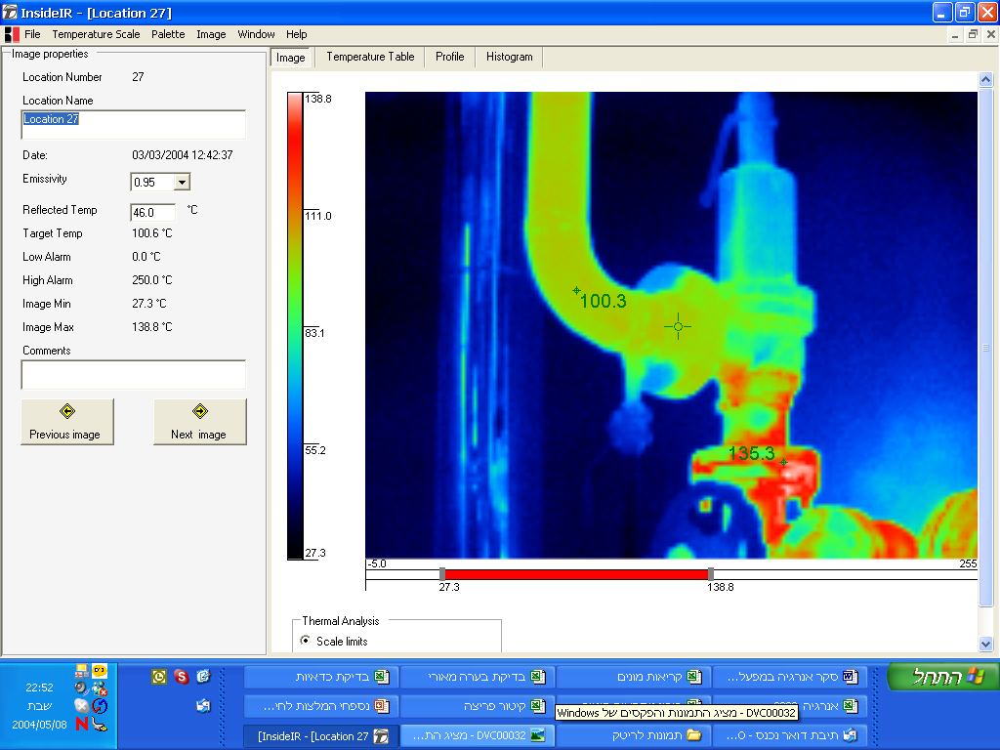 InsideIR - [Location 27]
File Temperature Scale Palette Image Window Help
Image properties
Location Number 27
Location Name
Location 27
Date: 03/03/2004 12:42:37
Emissivity 0.95
Reflected Temp 46.0 °C
Target Temp 100.6 °C
Low Alarm 0.0 °C
High Alarm 250.0 °C
Image Min 27.3 °C
Image Max 138.8 °C
Comments
Previous image Next image
Image Temperature Table Profile Histogram
138.8
111.0
83.1
55.2
27.3
100.3
135.3
-5.0 255
27.3 138.8
Thermal Analysis
Scale limits
התחל
סקר אנרגיה במפעל...
קריאות מונים
בדיקת בערה מאורי
בדיקת כדאיות
אנרגיה
קיטור פריצה
נספחי המלצות לחי...
DVC00032 - מציג התמונות והפקסים של Windows
תיבת דואר נכנס - O...
תמונות לריטק
DVC00032 - מציג הת...
[InsideIR - [Location 27
22:52
שבת
2004/05/08